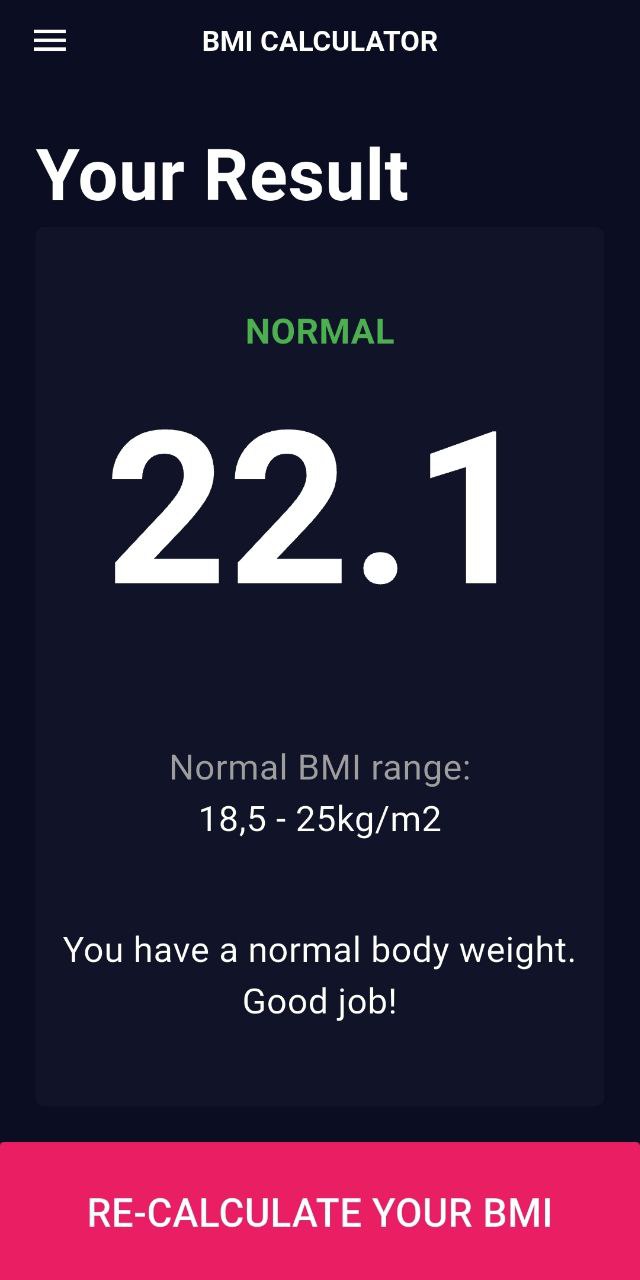 BMI CALCULATOR
Your Result
NORMAL
22.1
Normal BMI range:
18,5 - 25kg/m2
You have a normal body weight.
Good job!
RE-CALCULATE YOUR BMI